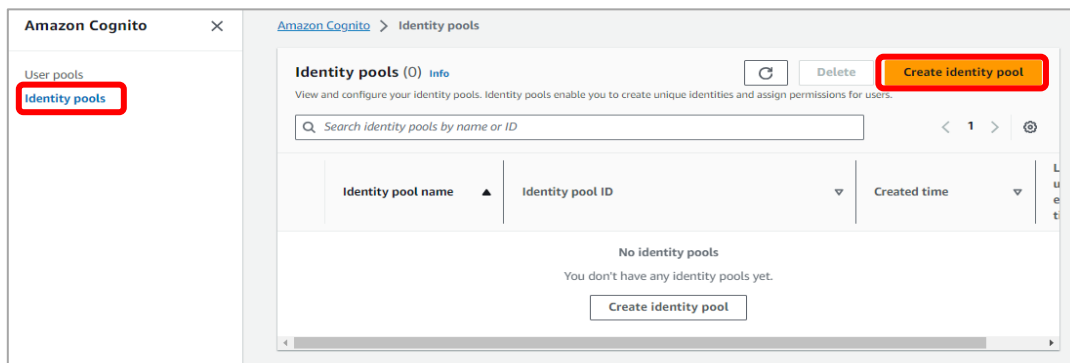 Amazon Cognito
User pools
Identity pools
Amazon Cognito > Identity pools
Identity pools (0) Info
Delete
Create identity pool
View and configure your identity pools. Identity pools enable you to create unique identities and assign permissions for users.
Search identity pools by name or ID
1
Identity pool name
Identity pool ID
Created time
No identity pools
You don't have any identity pools yet.
Create identity pool